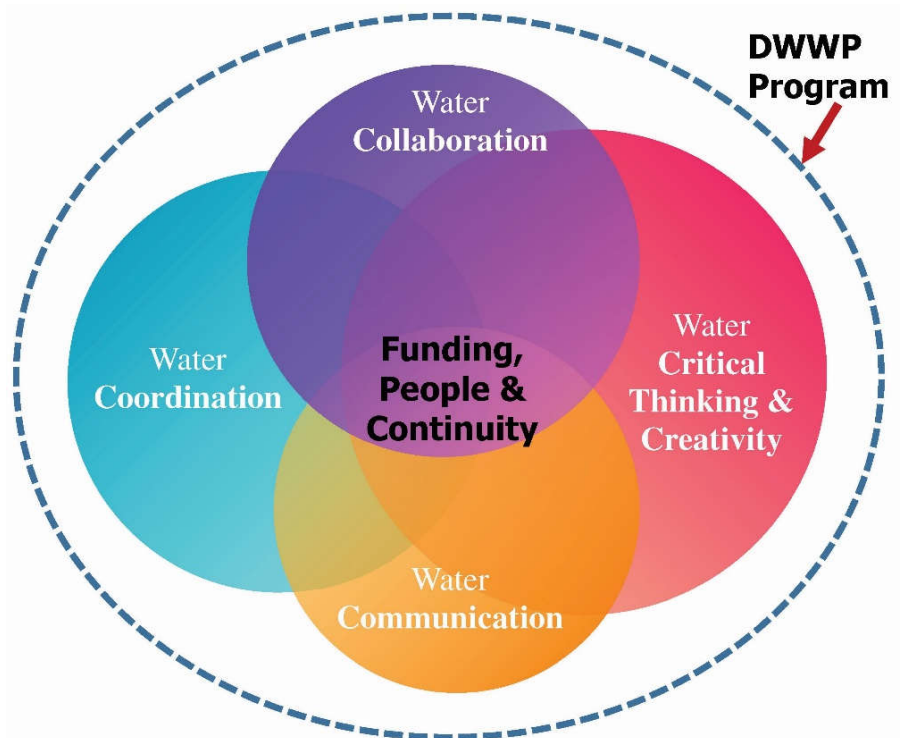 DWWP
Program
Water
Collaboration
Water
Coordination
Funding,
People &
Continuity
Water
Critical
Thinking &
Creativity
Water
Communication